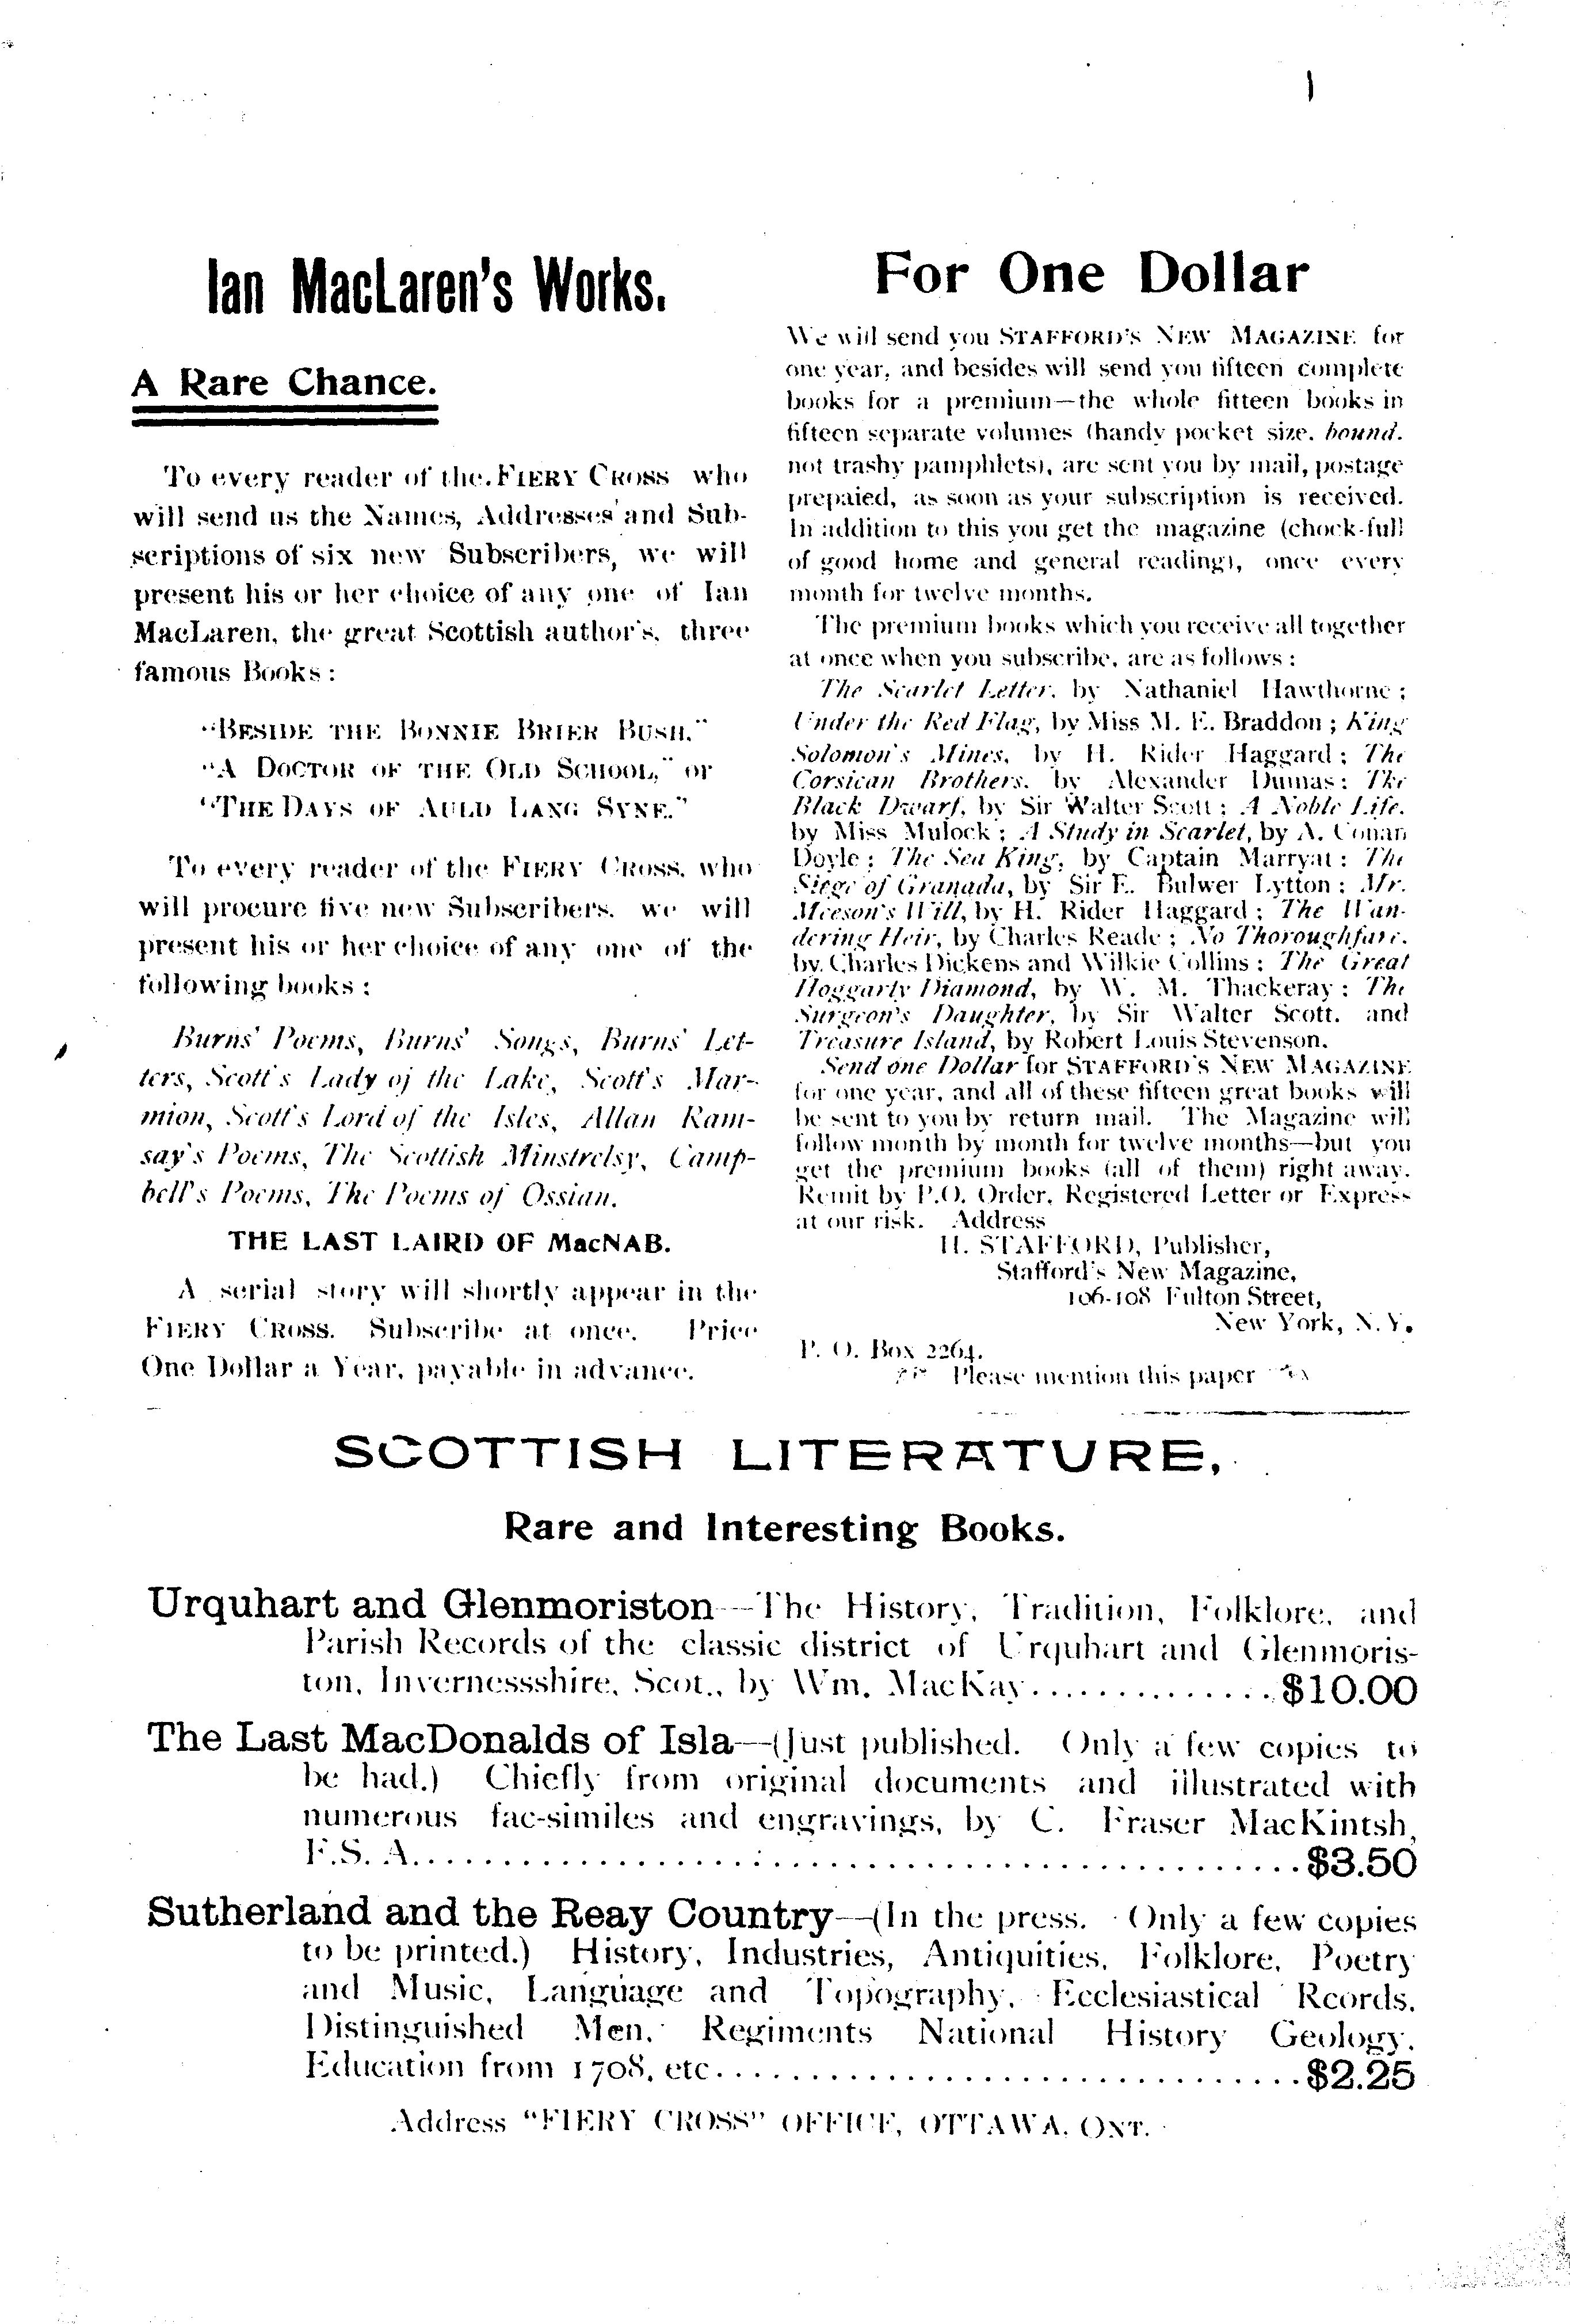 Ian MacLaren's Works.
A Rare Chance.
To every reader of the FIERY CROSS who
will send us the Names, Addresses and Sub-
scriptions of six new Subscribers, we will
present his or her choice of any one of Ian
MacLaren, the great Scottish author's, three
famous Books:
"BESIDE THE BONNIE BRIER BUSH,"
"A DOCTOR OF THE OLD SCHOOL," or
"THE DAYS OF AULD LANG SYNE."
To every reader of the FIERY CROSS, who
will procure five new Subscribers, we will
present his or her choice of any one of the
following books:
Burns' Poems, Burns' Songs, Burns' Let-
ters, Scott's Lady of the Lake, Scott's Mar-
mion, Scott's Lord of the Isles, Allan Ram-
say's Poems, The Scottish Minstrelsy, Camp-
bell's Poems, The Poems of Ossian.
THE LAST LAIRD OF MacNAB.
A serial story will shortly appear in the
FIERY CROSS. Subscribe at once. Price
One Dollar a Year, payable in advance.
For One Dollar
We will send you STAFFORD'S NEW MAGAZINE for
one year, and besides will send you fifteen complete
books for a premium—the whole fitteen books in
fifteen separate volumes (handy pocket size, bound,
not trashy pamphlets), are sent you by mail, postage
prepaied, as soon as your subscription is received.
In addition to this you get the magazine (chock-full
of good home and general reading), once every
month for twelve months.
The premium books which you receive all together
at once when you subscribe, are as follows:
The Scarlet Letter, by Nathaniel Hawthorne;
Under the Red Flag, by Miss M. E. Braddon; King
Solomon's Mines, by H. Rider Haggard; The
Corsican Brothers, by Alexander Dumas; The
Black Dwarf, by Sir Walter Scott; A Noble Life,
by Miss Mulock; A Study in Scarlet, by A. Conan
Doyle; The Sea King, by Captain Marryat; The
Siege of Granada, by Sir E. Bulwer Lytton; Mr.
Meeson's Will, by H. Rider Haggard; The Wan-
dering Heir, by Charles Reade; No Thoroughfare,
by Charles Dickens and Wilkie Collins; The Great
Hoggarty Diamond, by W. M. Thackeray; The
Surgeon's Daughter, by Sir Walter Scott, and
Treasure Island, by Robert Louis Stevenson.
Send one Dollar for STAFFORD'S NEW MAGAZINE
for one year, and all of these fifteen great books will
be sent to you by return mail. The Magazine will
follow month by month for twelve months—but you
get the premium books (all of them) right away.
Remit by P.O. Order, Registered Letter or Express
at our risk. Address
H. STAFFORD, Publisher,
Stafford's New Magazine,
106-108 Fulton Street,
New York, N.Y.
P. O. Box 2264.
Please mention this paper
SCOTTISH LITERATURE,
Rare and Interesting Books.
Urquhart and Glenmoriston—The History, Tradition, Folklore, and
Parish Records of the classic district of Urquhart and Glenmoris-
ton, Invernessshire, Scot., by Wm. MacKay...............$10.00
The Last MacDonalds of Isla—(Just published. Only a few copies to
be had.) Chiefly from original documents and illustrated with
numerous fac-similes and engravings, by C. Fraser MacKintsh,
F.S.A..................................................$3.50
Sutherland and the Reay Country—(In the press. Only a few copies
to be printed.) History, Industries, Antiquities, Folklore, Poetry
and Music, Language and Topography, Ecclesiastical Rcords,
Distinguished Men, Regiments National History Geology,
Education from 1708, etc..................................$2.25
Address "FIERY CROSS" OFFICE, OTTAWA, ONT.